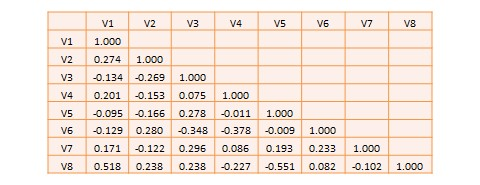 V1 V2 V3 V4 V5 V6 V7 V8
V1 1.000
V2 0.274 1.000
V3 -0.134 -0.269 1.000
V4 0.201 -0.153 0.075 1.000
V5 -0.095 -0.166 0.278 -0.011 1.000
V6 -0.129 0.280 -0.348 -0.378 -0.009 1.000
V7 0.171 -0.122 0.296 0.086 0.193 0.233 1.000
V8 0.518 0.238 0.238 -0.227 -0.551 0.082 -0.102 1.000